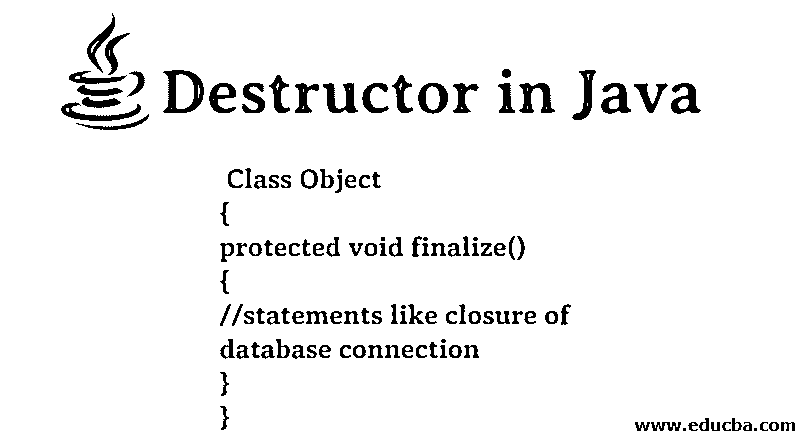 Destructor in Java
Class Object
{
protected void finalize()
{
//statements like closure of
database connection
}
}
www.educba.com